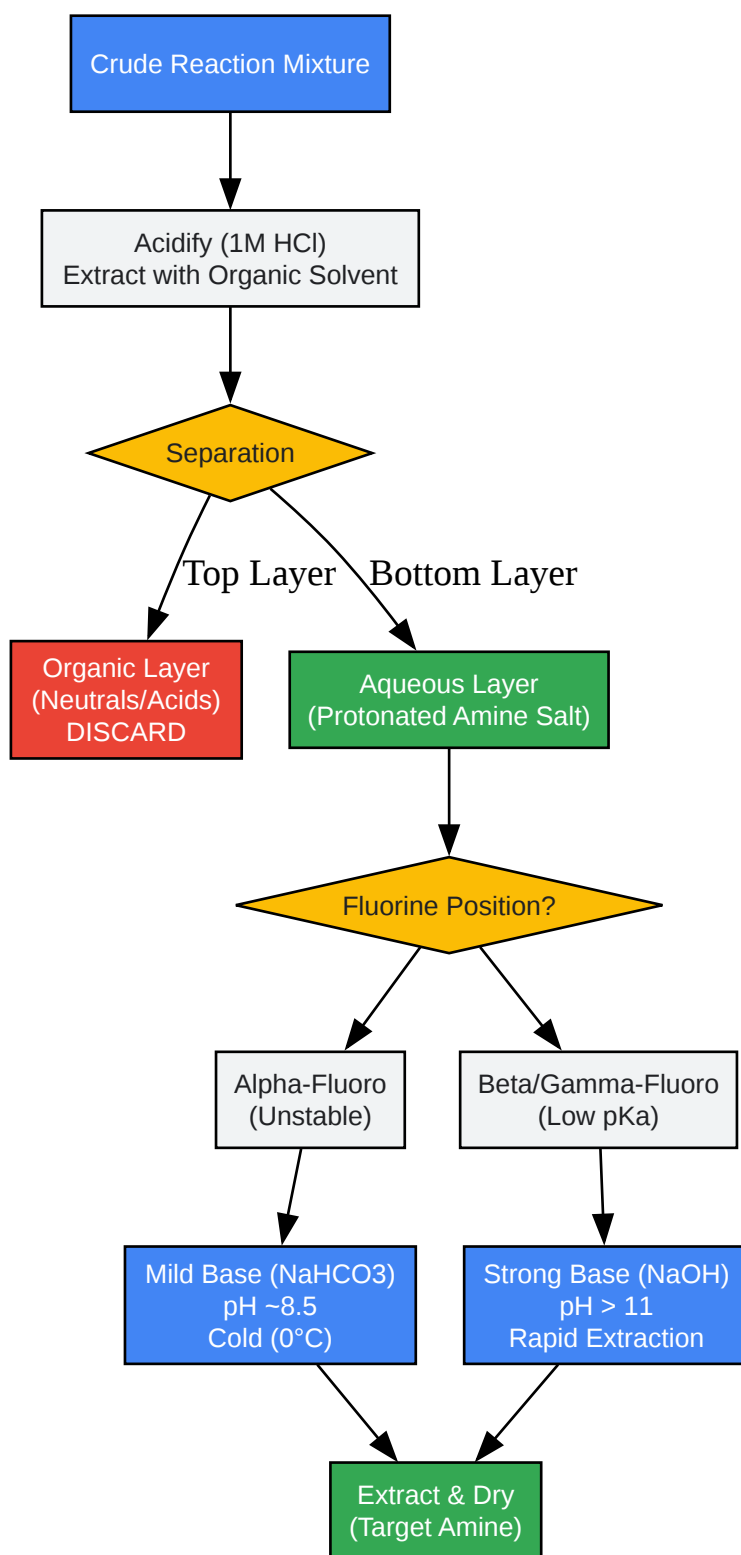 Crude Reaction Mixture
Acidify (1M HCl)
Extract with Organic Solvent
Separation
Top Layer
Bottom Layer
Organic Layer
(Neutrals/Acids)
DISCARD
Aqueous Layer
(Protonated Amine Salt)
Fluorine Position?
Alpha-Fluoro
(Unstable)
Beta/Gamma-Fluoro
(Low pKa)
Mild Base (NaHCO3)
pH ~8.5
Cold (0°C)
Strong Base (NaOH)
pH > 11
Rapid Extraction
Extract & Dry
(Target Amine)